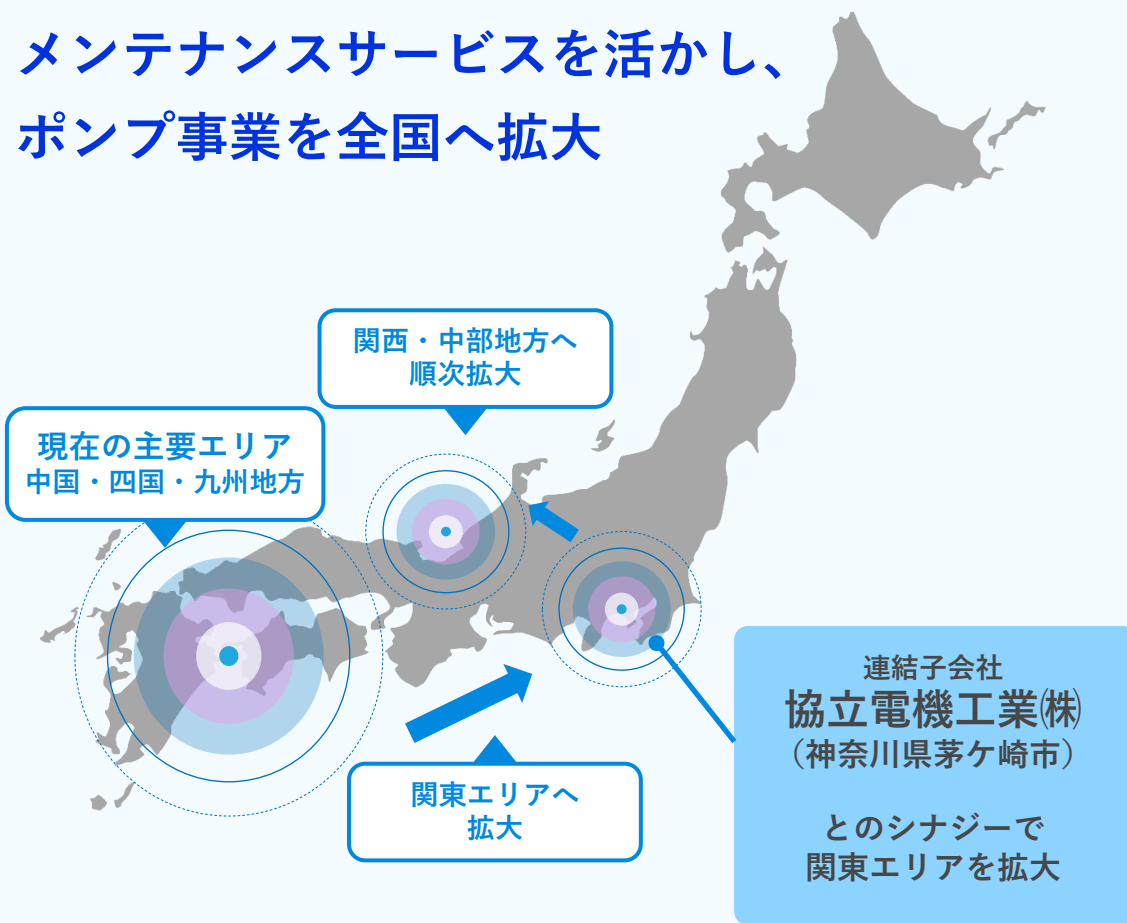 メンテナンスサービスを活かし、
ポンプ事業を全国へ拡大
関西・中部地方へ
順次拡大
現在の主要エリア
中国・四国・九州地方
関東エリアへ
拡大
連結子会社
協立電機工業㈱
（神奈川県茅ケ崎市）
とのシナジーで
関東エリアを拡大